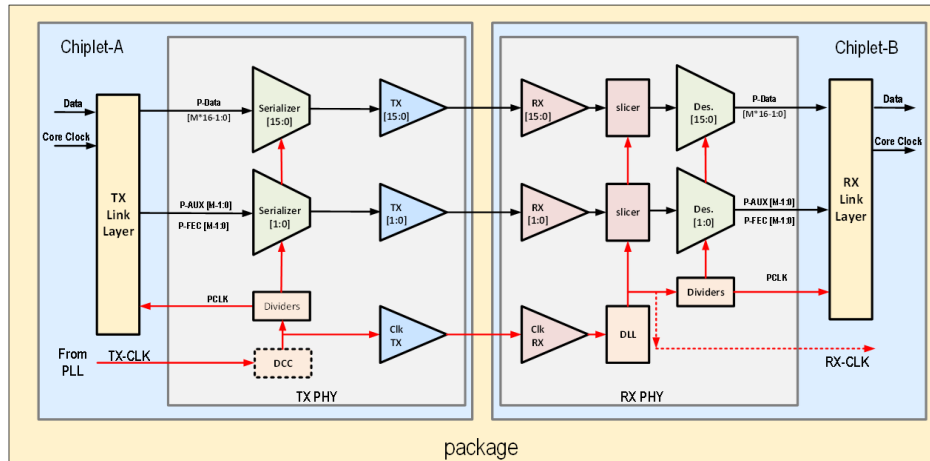 Chiplet-A
Chiplet-B
Data
Core Clock
TX
Link
Layer
P-Data
[M*16-1:0]
Serializer
[15:0]
TX
[15:0]
RX
[15:0]
slicer
Des.
[15:0]
P-Data
[M*16-1:0]
RX
Link
Layer
Data
Core Clock
P-AUX [M-1:0]
P-FEC [M-1:0]
Serializer
[1:0]
TX
[1:0]
RX
[1:0]
slicer
Des.
[1:0]
P-AUX [M-1:0]
P-FEC [M-1:0]
PCLK
Dividers
Dividers
PCLK
From
PLL
TX-CLK
DCC
Clk
TX
Clk
RX
DLL
RX-CLK
TX PHY
RX PHY
package